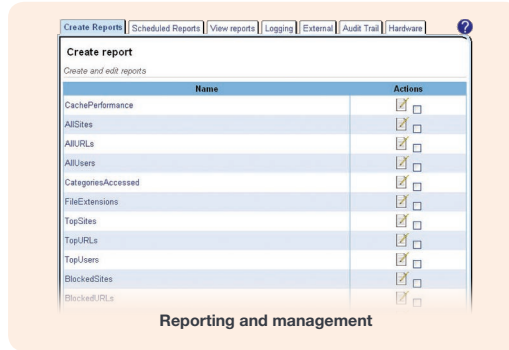 Create Reports Scheduled Reports View reports Logging External Audit Trail Hardware ?
Create report
Create and edit reports
Name Actions
CachePerformance
AllSites
AllURLs
AllUsers
CategoriesAccessed
FileExtensions
TopSites
TopURLs
TopUsers
BlockedSites
BlockedURLs
Reporting and management